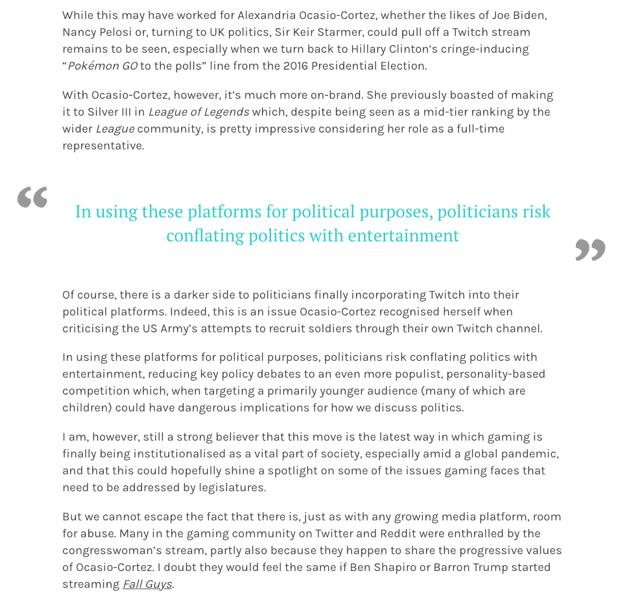 While this may have worked for Alexandria Ocasio-Cortez, whether the likes of Joe Biden,
Nancy Pelosi or, turning to UK politics, Sir Keir Starmer, could pull off a Twitch stream
remains to be seen, especially when we turn back to Hillary Clinton’s cringe-inducing
“Pokémon GO to the polls” line from the 2016 Presidential Election.
With Ocasio-Cortez, however, it’s much more on-brand. She previously boasted of making
it to Silver III in League of Legends which, despite being seen as a mid-tier ranking by the
wider League community, is pretty impressive considering her role as a full-time
representative.
“
In using these platforms for political purposes, politicians risk
conflating politics with entertainment
”
Of course, there is a darker side to politicians finally incorporating Twitch into their
political platforms. Indeed, this is an issue Ocasio-Cortez recognised herself when
criticising the US Army’s attempts to recruit soldiers through their own Twitch channel.
In using these platforms for political purposes, politicians risk conflating politics with
entertainment, reducing key policy debates to an even more populist, personality-based
competition which, when targeting a primarily younger audience (many of which are
children) could have dangerous implications for how we discuss politics.
I am, however, still a strong believer that this move is the latest way in which gaming is
finally being institutionalised as a vital part of society, especially amid a global pandemic,
and that this could hopefully shine a spotlight on some of the issues gaming faces that
need to be addressed by legislatures.
But we cannot escape the fact that there is, just as with any growing media platform, room
for abuse. Many in the gaming community on Twitter and Reddit were enthralled by the
congresswoman’s stream, partly also because they happen to share the progressive values
of Ocasio-Cortez. I doubt they would feel the same if Ben Shapiro or Barron Trump started
streaming Fall Guys.